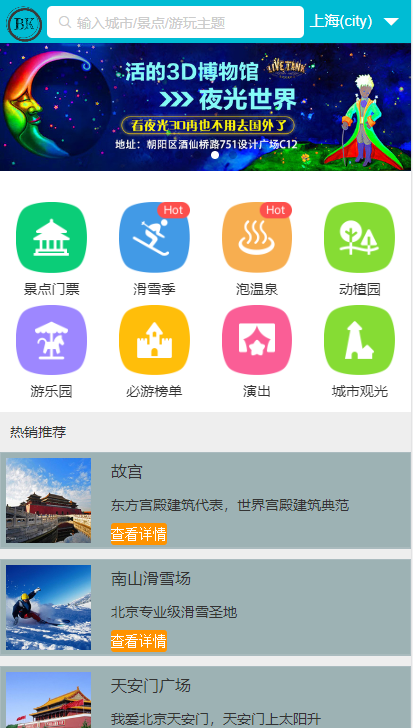 BK
输入城市/景点/游玩主题
上海(city)
活的3D博物馆
LIVE TANK
夜光世界
看夜光3D再也不用去国外了
地址：朝阳区酒仙桥路751设计广场C12
Hot
Hot
景点门票
滑雪季
泡温泉
动植园
游乐园
必游榜单
演出
城市观光
热销推荐
故宫
东方宫殿建筑代表，世界宫殿建筑典范
查看详情
南山滑雪场
北京专业级滑雪圣地
查看详情
天安门广场
我爱北京天安门，天安门上太阳升